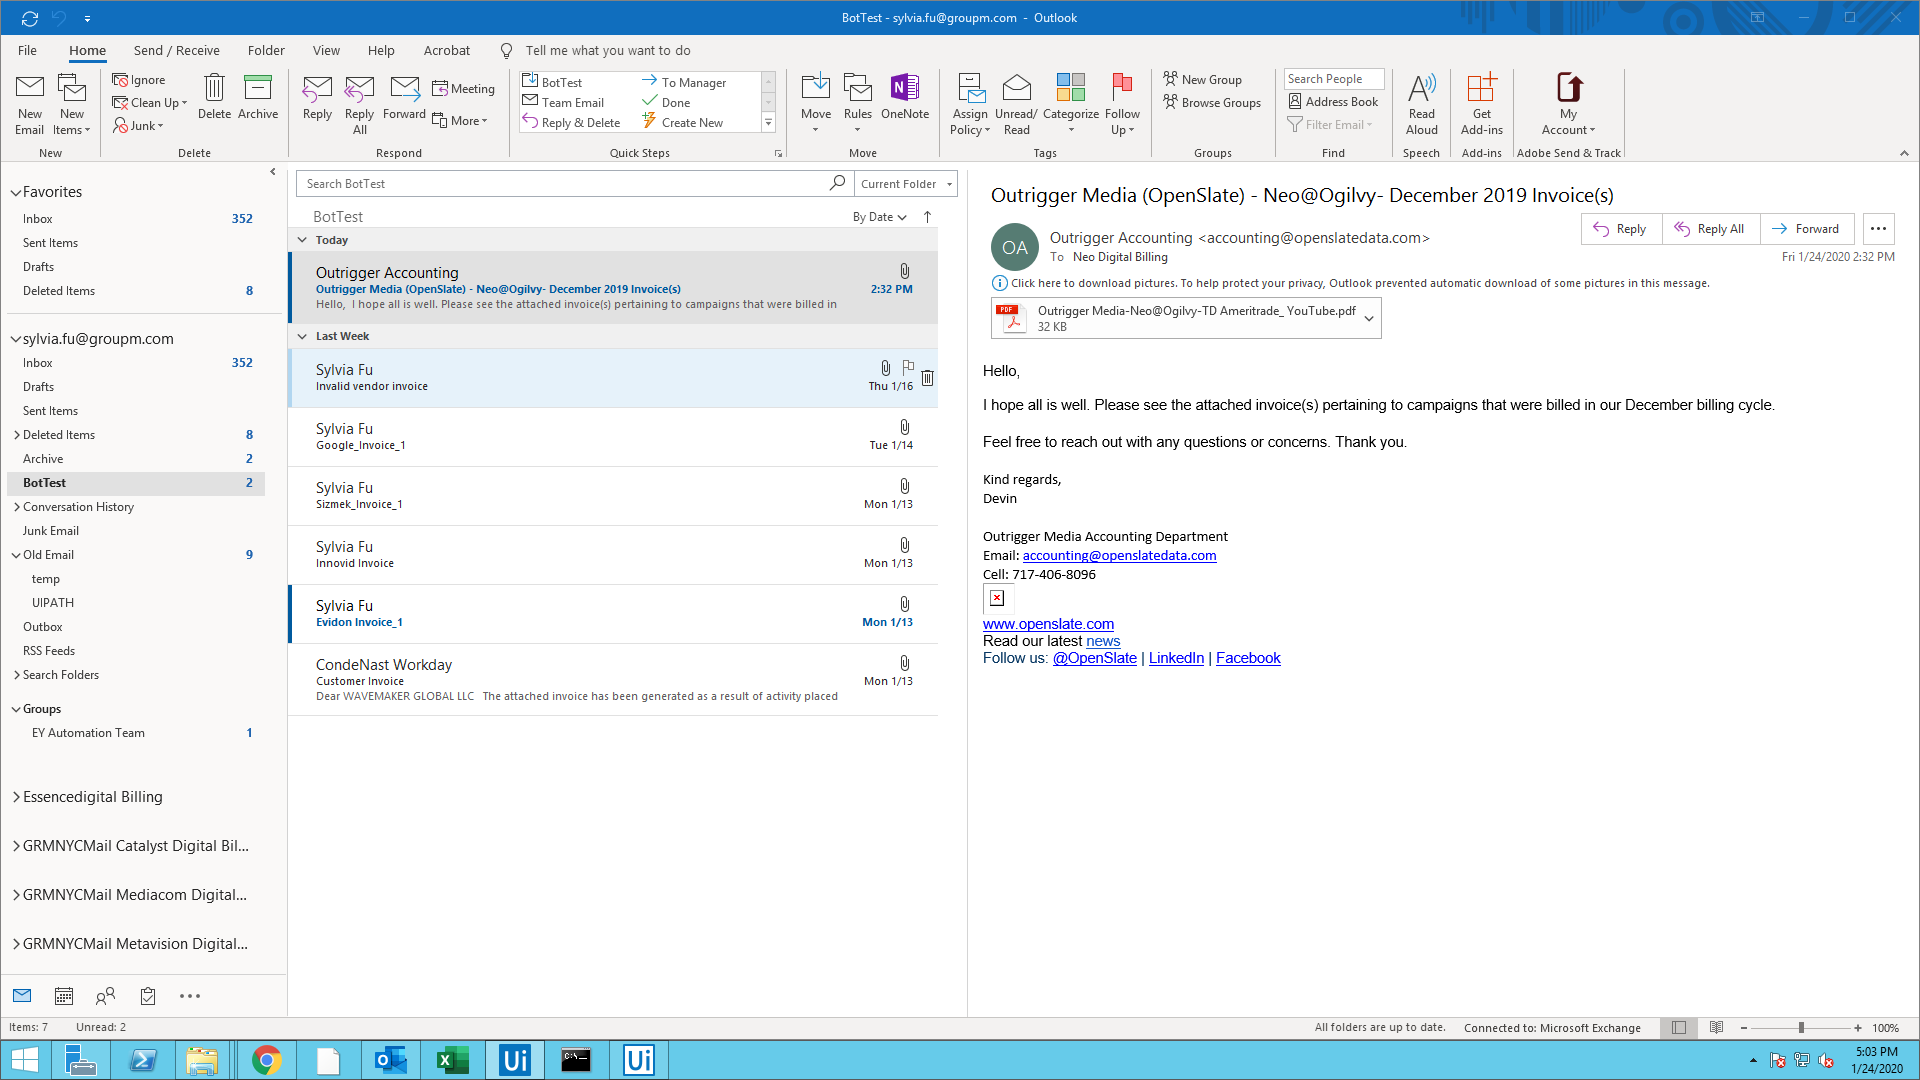 BotTest - sylvia.fu@groupm.com - Outlook
File Home Send / Receive Folder View Help Acrobat Tell me what you want to do
New Email
New Items
New
Ignore
Clean Up
Junk
Delete
Archive
Delete
Reply
Reply All
Forward
Meeting
More
Respond
BotTest
Team Email
Reply & Delete
To Manager
Done
Create New
Quick Steps
Move
Rules
OneNote
Move
Assign Policy
Unread/ Read
Categorize
Follow Up
Tags
New Group
Browse Groups
Groups
Search People
Address Book
Filter Email
Find
Read Aloud
Speech
Get Add-ins
Add-ins
My Account
Adobe Send & Track
Favorites
Inbox 352
Sent Items
Drafts
Deleted Items 8
sylvia.fu@groupm.com
Inbox 352
Drafts
Sent Items
Deleted Items 8
Archive 2
BotTest 2
Conversation History
Junk Email
Old Email 9
temp
UIPATH
Outbox
RSS Feeds
Search Folders
Groups
EY Automation Team 1
Essencedigital Billing
GRMNYCMail Catalyst Digital Bil...
GRMNYCMail Mediacom Digital...
GRMNYCMail Metavision Digital...
Search BotTest Current Folder
BotTest By Date
Today
Outrigger Accounting
Outrigger Media (OpenSlate) - Neo@Ogilvy- December 2019 Invoice(s) 2:32 PM
Hello, I hope all is well. Please see the attached invoice(s) pertaining to campaigns that were billed in
Last Week
Sylvia Fu
Invalid vendor invoice Thu 1/16
Sylvia Fu
Google_Invoice_1 Tue 1/14
Sylvia Fu
Sizmek_Invoice_1 Mon 1/13
Sylvia Fu
Innovid Invoice Mon 1/13
Sylvia Fu
Evidon Invoice_1 Mon 1/13
CondeNast Workday
Customer Invoice Mon 1/13
Dear WAVEMAKER GLOBAL LLC The attached invoice has been generated as a result of activity placed
Outrigger Media (OpenSlate) - Neo@Ogilvy- December 2019 Invoice(s)
OA
Outrigger Accounting <accounting@openslatedata.com>
To Neo Digital Billing
Reply Reply All Forward
Fri 1/24/2020 2:32 PM
Click here to download pictures. To help protect your privacy, Outlook prevented automatic download of some pictures in this message.
PDF
Outrigger Media-Neo@Ogilvy-TD Ameritrade_ YouTube.pdf
32 KB
Hello,
I hope all is well. Please see the attached invoice(s) pertaining to campaigns that were billed in our December billing cycle.
Feel free to reach out with any questions or concerns. Thank you.
Kind regards,
Devin
Outrigger Media Accounting Department
Email: accounting@openslatedata.com
Cell: 717-406-8096
www.openslate.com
Read our latest news
Follow us: @OpenSlate | LinkedIn | Facebook
Items: 7 Unread: 2
All folders are up to date. Connected to: Microsoft Exchange 100%
Ui
Ui
5:03 PM
1/24/2020